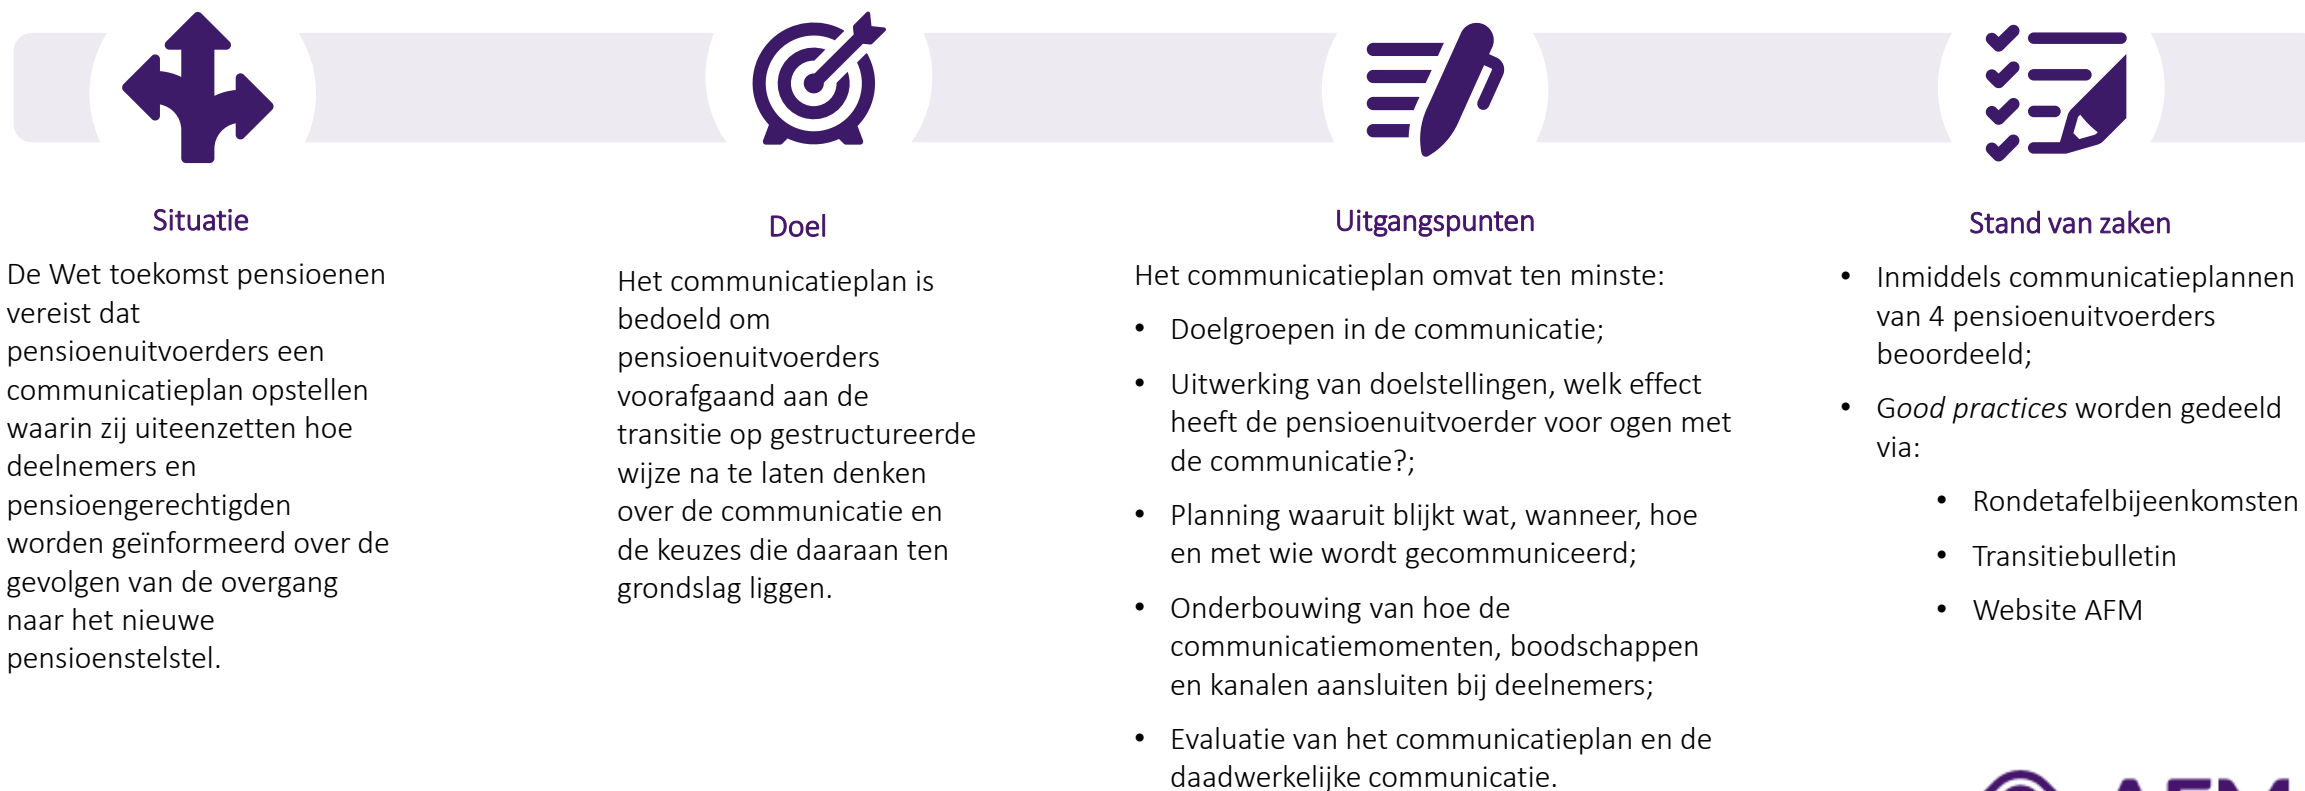 Situatie
De Wet toekomst pensioenen
vereist dat
pensioenuitvoerders een
communicatieplan opstellen
waarin zij uiteenzetten hoe
deelnemers en
pensioengerechtigden
worden geïnformeerd over de
gevolgen van de overgang
naar het nieuwe
pensioenstelstel.
Doel
Het communicatieplan is
bedoeld om
pensioenuitvoerders
voorafgaand aan de
transitie op gestructureerde
wijze na te laten denken
over de communicatie en
de keuzes die daaraan ten
grondslag liggen.
Uitgangspunten
Het communicatieplan omvat ten minste:
• Doelgroepen in de communicatie;
• Uitwerking van doelstellingen, welk effect
heeft de pensioenuitvoerder voor ogen met
de communicatie?;
• Planning waaruit blijkt wat, wanneer, hoe
en met wie wordt gecommuniceerd;
• Onderbouwing van hoe de
communicatiemomenten, boodschappen
en kanalen aansluiten bij deelnemers;
• Evaluatie van het communicatieplan en de
daadwerkelijke communicatie.
Stand van zaken
• Inmiddels communicatieplannen
van 4 pensioenuitvoerders
beoordeeld;
• Good practices worden gedeeld
via:
• Rondetafelbijeenkomsten
• Transitiebulletin
• Website AFM
AFM